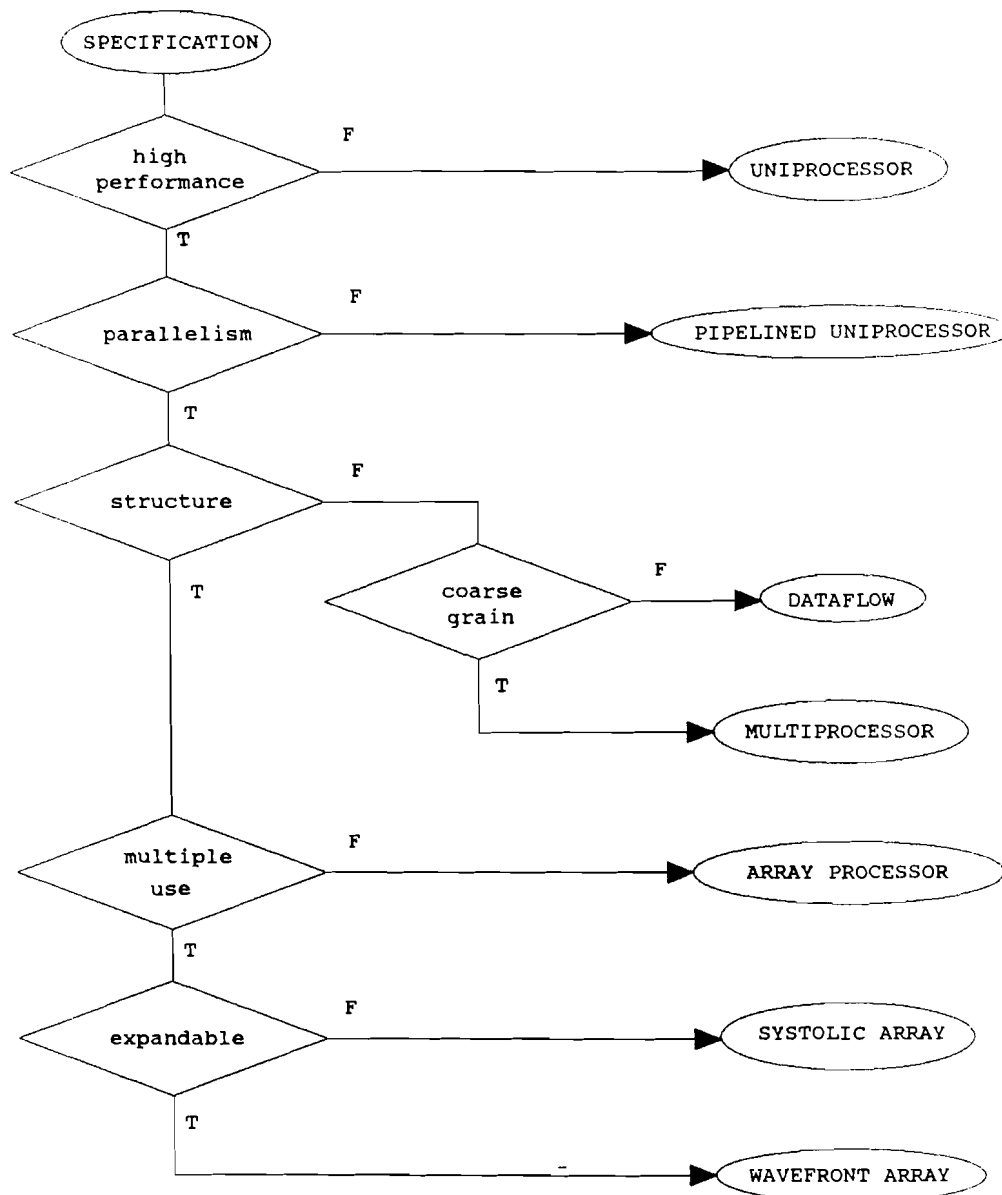 SPECIFICATION
F
high
performance
UNIPROCESSOR
T
F
parallelism
PIPELINED UNIPROCESSOR
T
F
structure
T
F
coarse
grain
DATAFLOW
T
MULTIPROCESSOR
F
multiple
use
ARRAY PROCESSOR
T
F
expandable
SYSTOLIC ARRAY
T
WAVEFRONT ARRAY